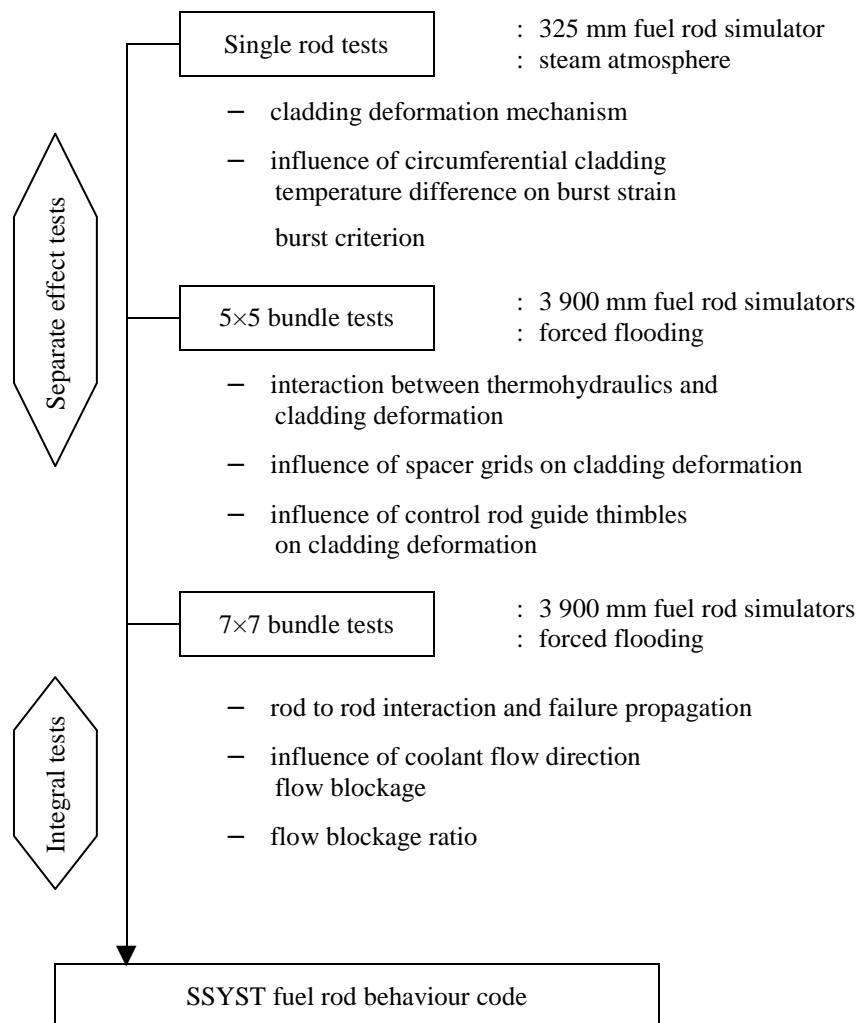 Single rod tests
: 325 mm fuel rod simulator
: steam atmosphere
– cladding deformation mechanism
– influence of circumferential cladding
temperature difference on burst strain
burst criterion
Separate effect tests
5×5 bundle tests
: 3 900 mm fuel rod simulators
: forced flooding
– interaction between thermohydraulics and
cladding deformation
– influence of spacer grids on cladding deformation
– influence of control rod guide thimbles
on cladding deformation
7×7 bundle tests
: 3 900 mm fuel rod simulators
: forced flooding
– rod to rod interaction and failure propagation
– influence of coolant flow direction
flow blockage
– flow blockage ratio
Integral tests
SSYST fuel rod behaviour code